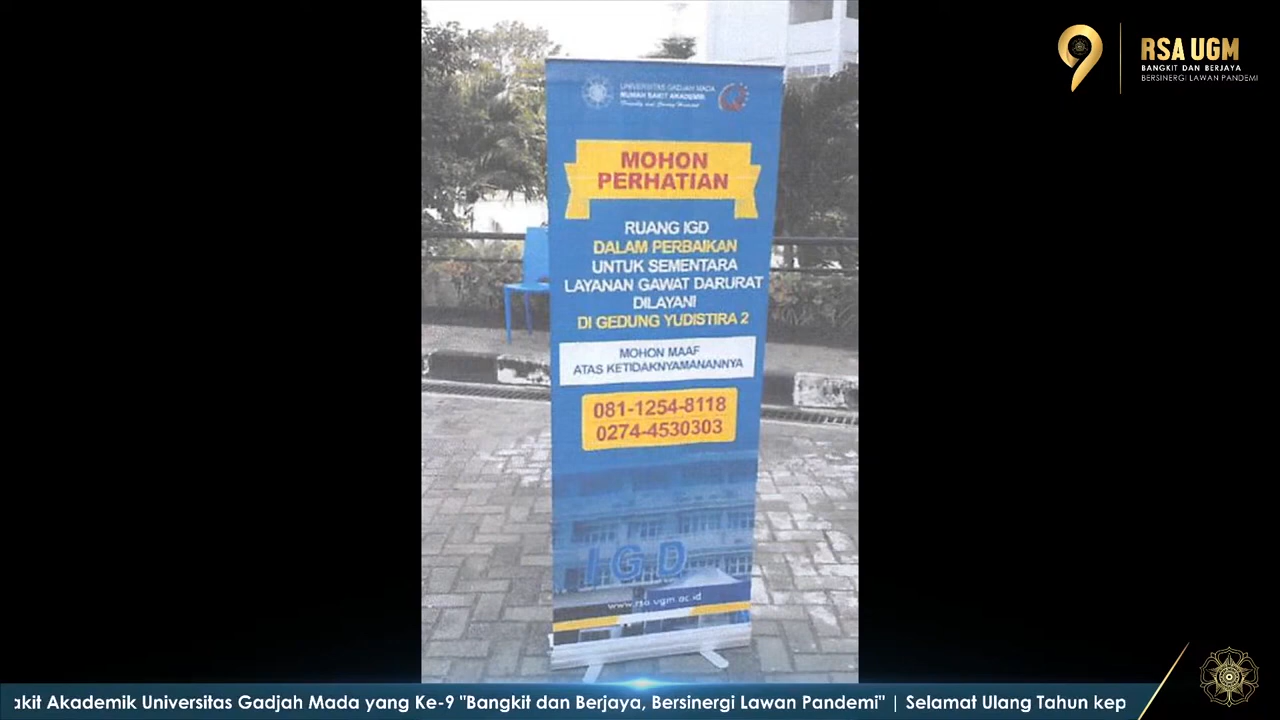 9
RSA UGM
BANGKIT DAN BERJAYA
BERSINERGI LAWAN PANDEMI
UNIVERSITAS GADJAH MADA
RUMAH SAKIT AKADEMIK
MOHON
PERHATIAN
RUANG IGD
DALAM PERBAIKAN
UNTUK SEMENTARA
LAYANAN GAWAT DARURAT
DILAYANI
DI GEDUNG YUDISTIRA 2
MOHON MAAF
ATAS KETIDAKNYAMANANNYA
081-1254-8118
0274-4530303
IGD
www.rsa.ugm.ac.id
akit Akademik Universitas Gadjah Mada yang Ke-9 "Bangkit dan Berjaya, Bersinergi Lawan Pandemi" | Selamat Ulang Tahun kep